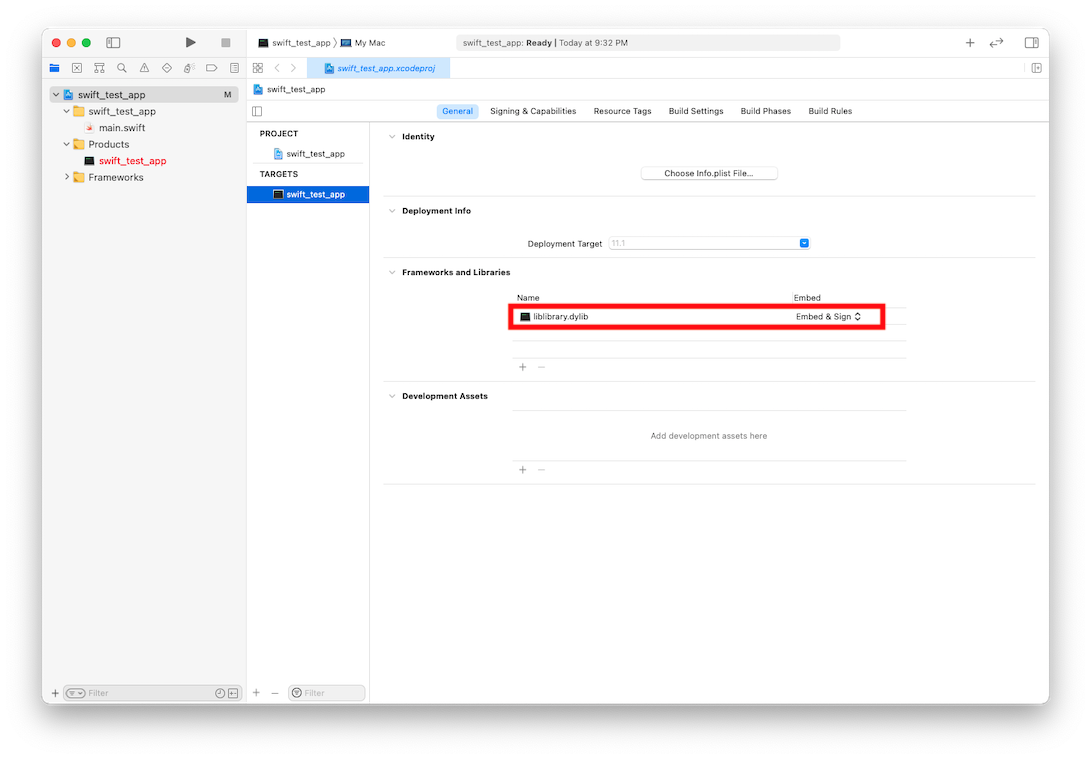 swift_test_app 〉 My Mac
swift_test_app: Ready | Today at 9:32 PM
swift_test_app.xcodeproj
swift_test_app M
swift_test_app
main.swift
Products
swift_test_app
Frameworks
Filter
swift_test_app
General Signing & Capabilities Resource Tags Build Settings Build Phases Build Rules
PROJECT
swift_test_app
TARGETS
swift_test_app
Filter
Identity
Choose Info.plist File...
Deployment Info
Deployment Target 11.1
Frameworks and Libraries
Name Embed
liblibrary.dylib Embed & Sign
Development Assets
Add development assets here